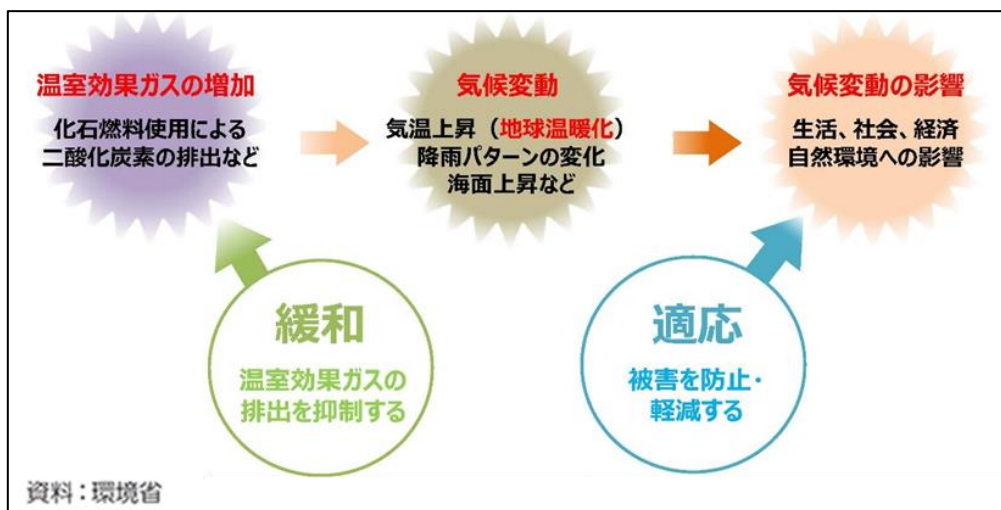 温室効果ガスの増加
化石燃料使用による
二酸化炭素の排出など
気候変動
気温上昇（地球温暖化）
降雨パターンの変化
海面上昇など
気候変動の影響
生活、社会、経済
自然環境への影響
緩和
温室効果ガスの
排出を抑制する
適応
被害を防止・
軽減する
資料：環境省